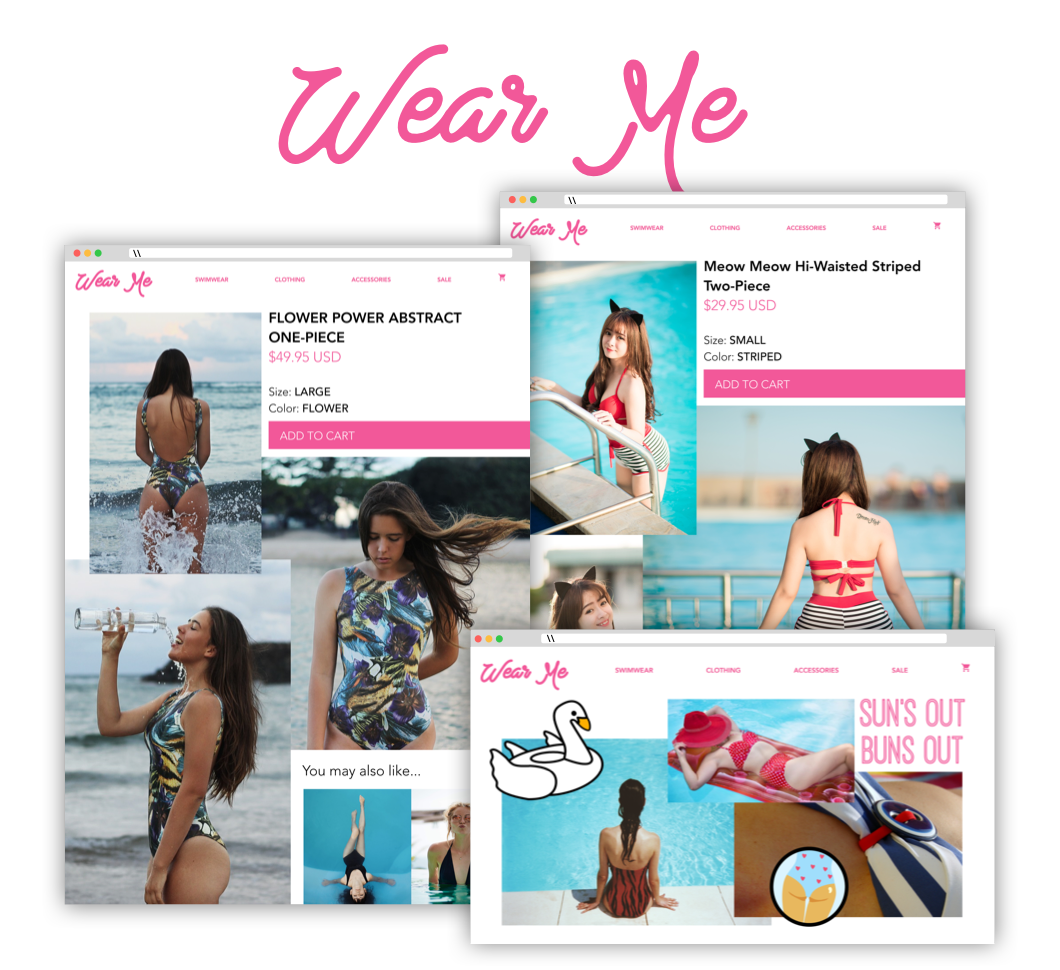 Wear Me
\\
Wear Me
SWIMWEAR
CLOTHING
ACCESSORIES
SALE
Meow Meow Hi-Waisted Striped
Two-Piece
$29.95 USD
Size: SMALL
Color: STRIPED
ADD TO CART
\\
Wear Me
SWIMWEAR
CLOTHING
ACCESSORIES
SALE
FLOWER POWER ABSTRACT
ONE-PIECE
$49.95 USD
Size: LARGE
Color: FLOWER
ADD TO CART
You may also like...
\\
Wear Me
SWIMWEAR
CLOTHING
ACCESSORIES
SALE
SUN'S OUT
BUNS OUT